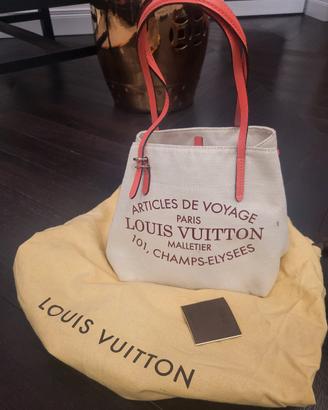 ARTICLES DE VOYAGE
PARIS
LOUIS VUITTON
MALLETIER
101, CHAMPS-ELYSEES
LOUIS VUITTON